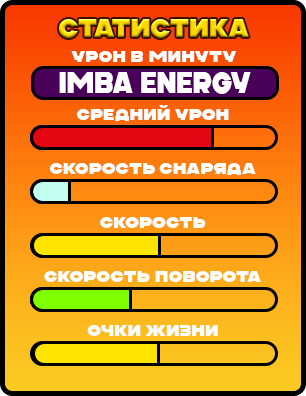 СТАТИСТИКА
УРОН В МИНУТУ
IMBA ENERGY
СРЕДНИЙ УРОН
СКОРОСТЬ СНАРЯДА
СКОРОСТЬ
СКОРОСТЬ ПОВОРОТА
ОЧКИ ЖИЗНИ